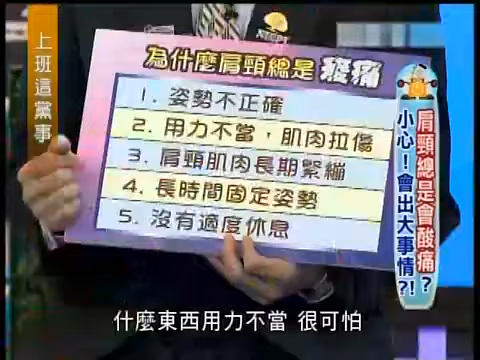 上班這黨事
為什麼肩頸總是痠痛
1. 姿勢不正確
2. 用力不當，肌肉拉傷
3. 肩頸肌肉長期緊繃
4. 長時間固定姿勢
5. 沒有適度休息
肩頸總是會酸痛？
小心！會出大事情?!
什麼東西用力不當 很可怕